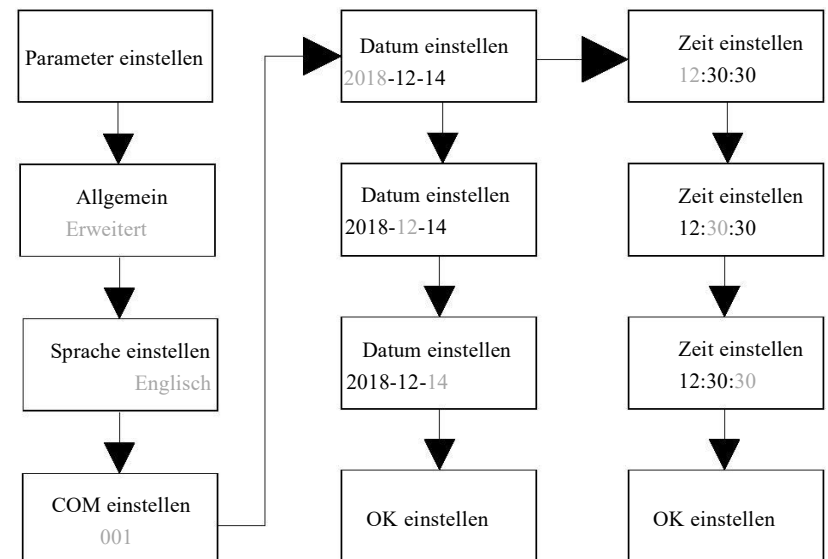 Parameter einstellen
Allgemein
Erweitert
Sprache einstellen
Englisch
COM einstellen
001
Datum einstellen
2018-12-14
Datum einstellen
2018-12-14
Datum einstellen
2018-12-14
OK einstellen
Zeit einstellen
12:30:30
Zeit einstellen
12:30:30
Zeit einstellen
12:30:30
OK einstellen